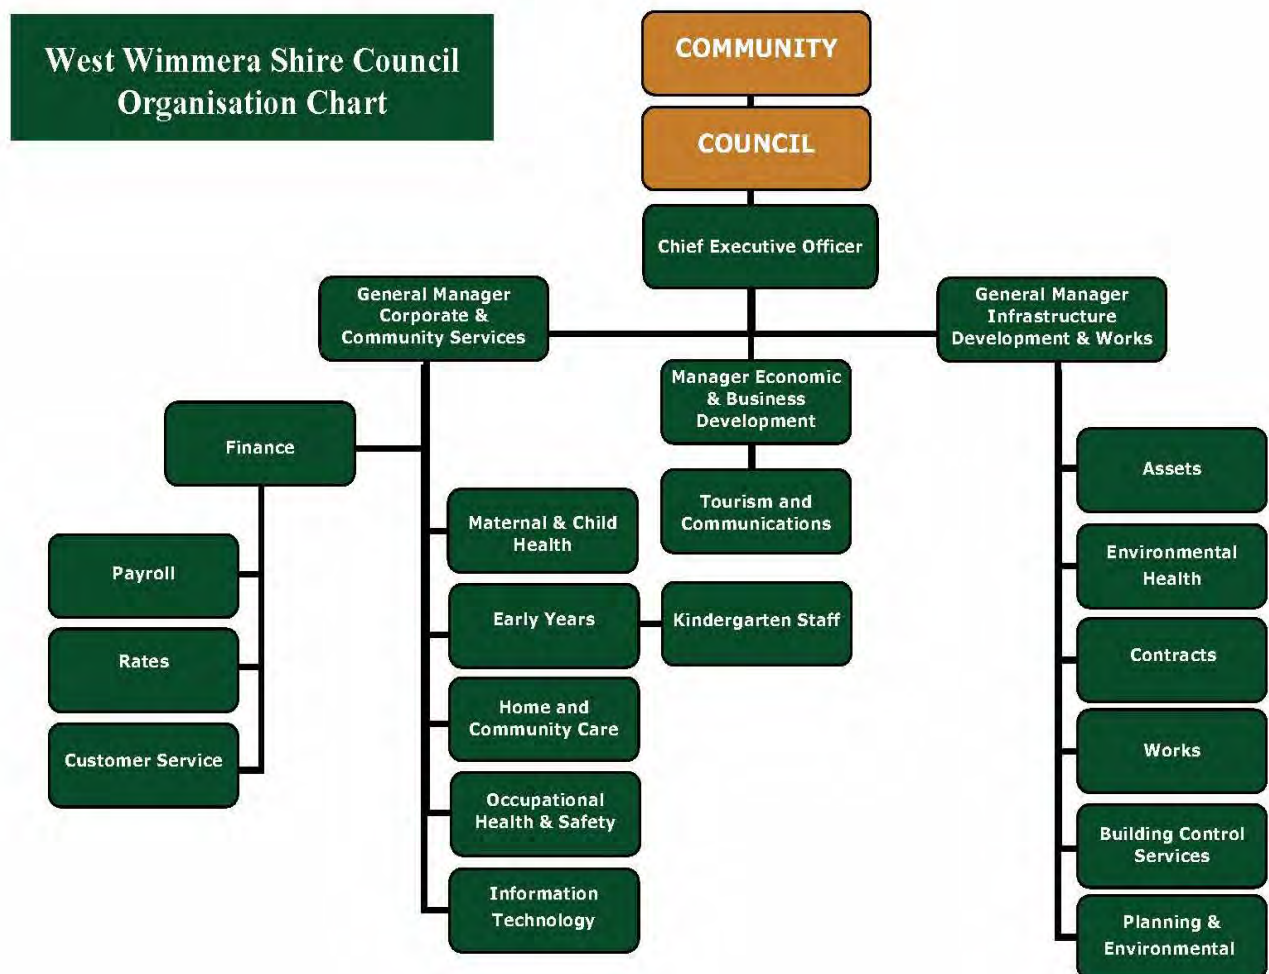 West Wimmera Shire Council
Organisation Chart
COMMUNITY
COUNCIL
Chief Executive Officer
General Manager
Corporate &
Community Services
General Manager
Infrastructure
Development & Works
Manager Economic
& Business
Development
Tourism and
Communications
Finance
Payroll
Rates
Customer Service
Maternal & Child
Health
Early Years
Kindergarten Staff
Home and
Community Care
Occupational
Health & Safety
Information
Technology
Assets
Environmental
Health
Contracts
Works
Building Control
Services
Planning &
Environmental